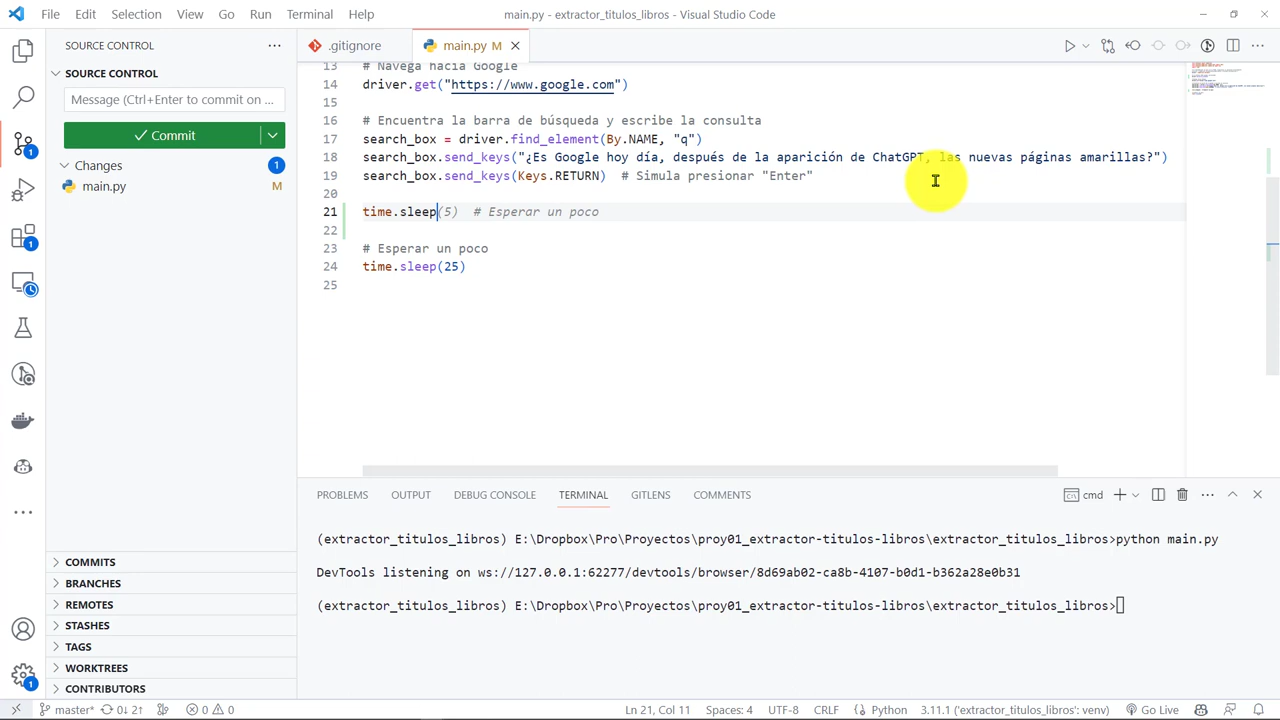 File Edit Selection View Go Run Terminal Help
main.py - extractor_titulos_libros - Visual Studio Code
SOURCE CONTROL
.gitignore
main.py M
SOURCE CONTROL
Message (Ctrl+Enter to commit on ...
Commit
Changes 1
main.py M
13 # Navega hacia Google
14 driver.get("https://www.google.com")
15
16 # Encuentra la barra de búsqueda y escribe la consulta
17 search_box = driver.find_element(By.NAME, "q")
18 search_box.send_keys("¿Es Google hoy día, después de la aparición de ChatGPT, las nuevas páginas amarillas?")
19 search_box.send_keys(Keys.RETURN)  # Simula presionar "Enter"
20
21 time.sleep(5)  # Esperar un poco
22
23 # Esperar un poco
24 time.sleep(25)
25
1
1
1
COMMITS
BRANCHES
REMOTES
STASHES
TAGS
WORKTREES
CONTRIBUTORS
PROBLEMS OUTPUT DEBUG CONSOLE TERMINAL GITLENS COMMENTS
cmd
(extractor_titulos_libros) E:\Dropbox\Pro\Proyectos\proy01_extractor-titulos-libros\extractor_titulos_libros>python main.py
DevTools listening on ws://127.0.0.1:62277/devtools/browser/8d69ab02-ca8b-4107-b0d1-b362a28e0b31
(extractor_titulos_libros) E:\Dropbox\Pro\Proyectos\proy01_extractor-titulos-libros\extractor_titulos_libros>
master* 0↓ 2↑ 0 0 Ln 21, Col 11 Spaces: 4 UTF-8 CRLF Python 3.11.1 ('extractor_titulos_libros': venv) Go Live